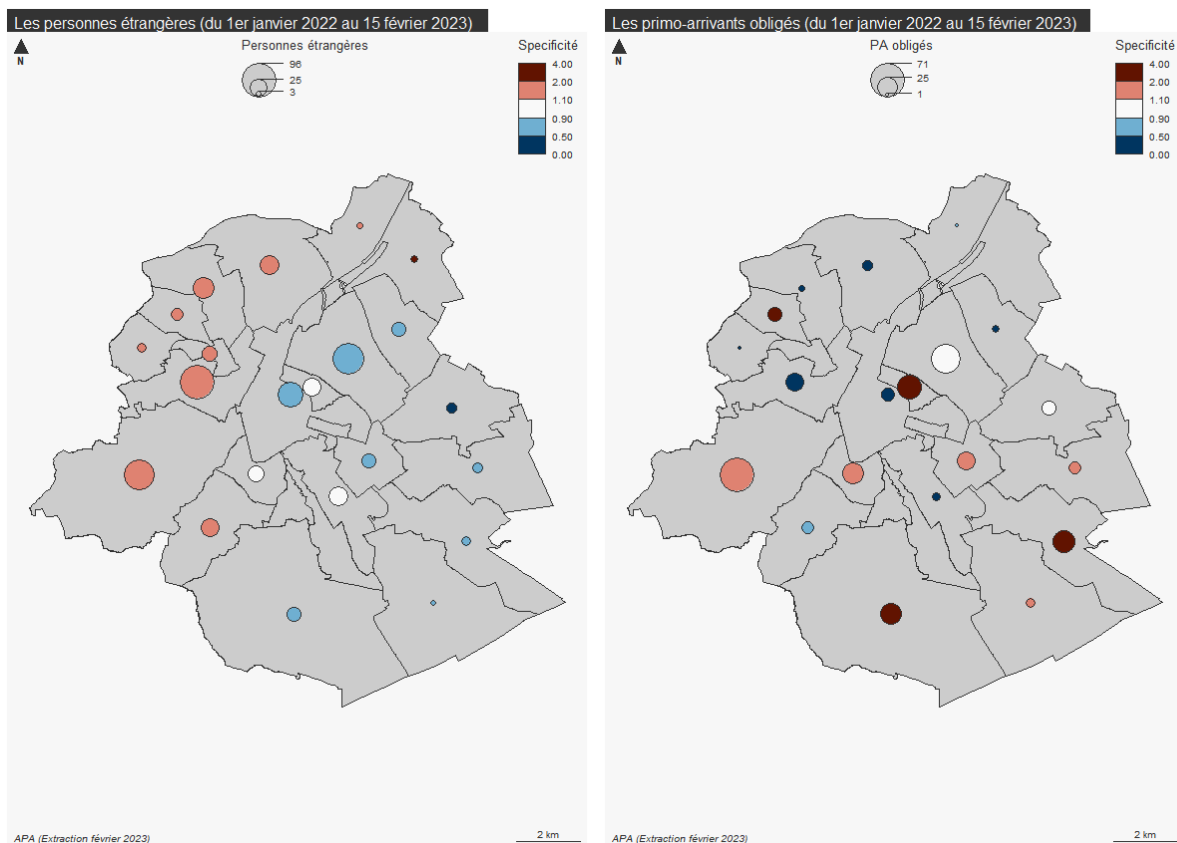 Les personnes étrangères (du 1er janvier 2022 au 15 février 2023)
N
Personnes étrangères
96
25
3
Specificité
4.00
2.00
1.10
0.90
0.50
0.00
APA (Extraction février 2023)
2 km
Les primo-arrivants obligés (du 1er janvier 2022 au 15 février 2023)
N
PA obligés
71
25
1
Specificité
4.00
2.00
1.10
0.90
0.50
0.00
APA (Extraction février 2023)
2 km